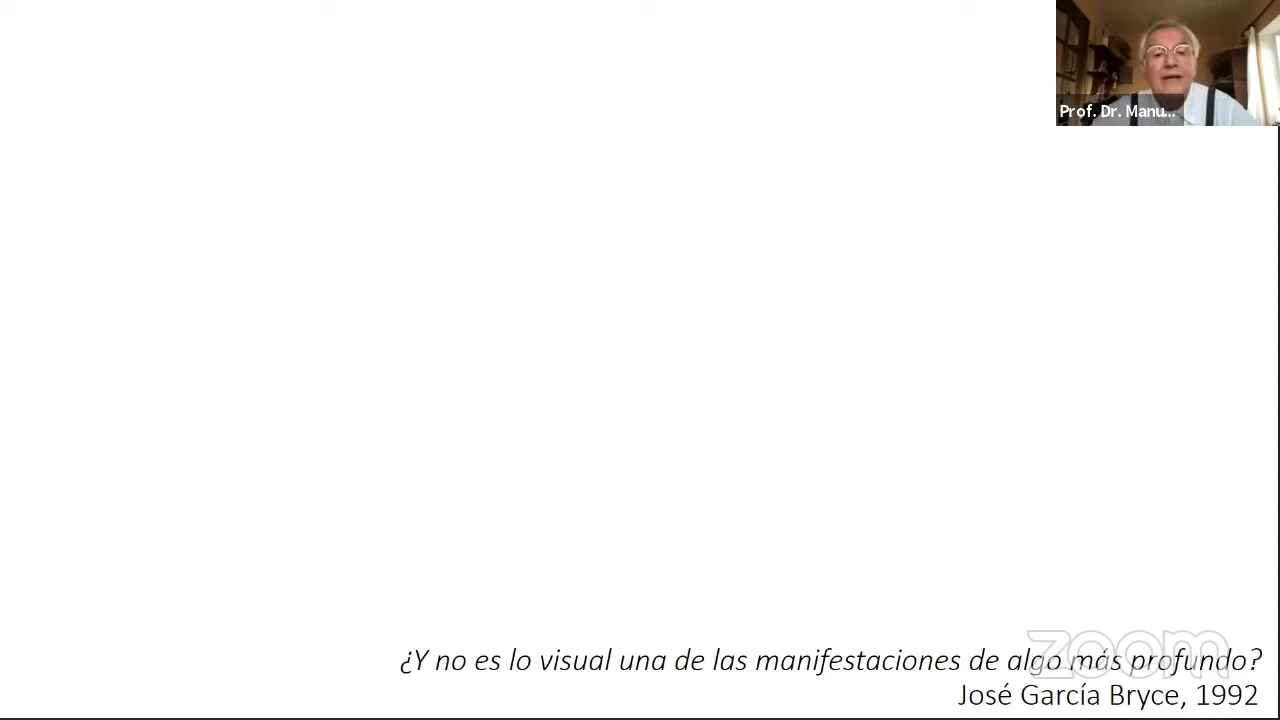 Prof. Dr. Manu...
¿Y no es lo visual una de las manifestaciones de algo más profundo?
zoom
José García Bryce, 1992